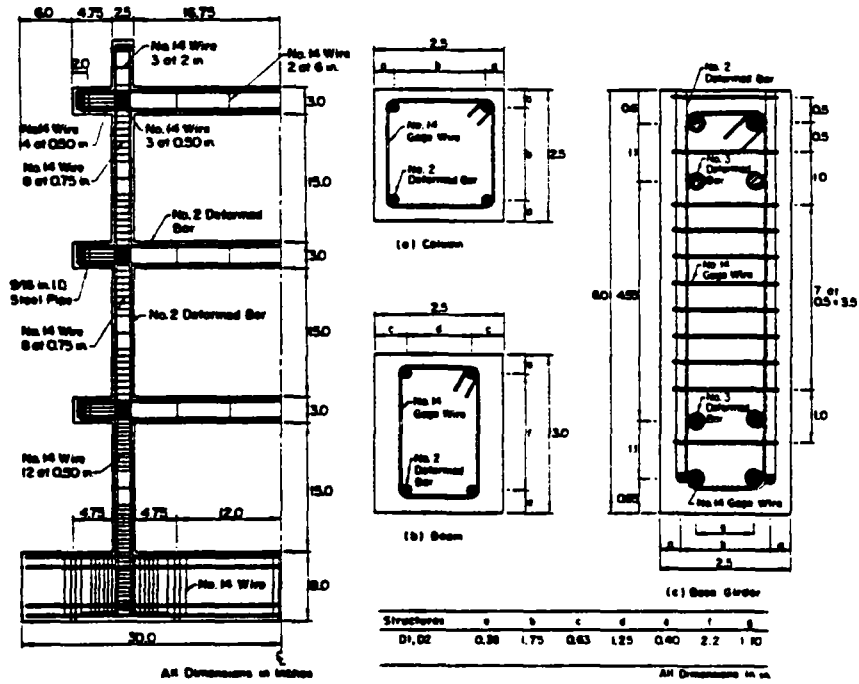 6.0 4.75 2.5 16.75
No. 14 Wire
3 at 2 in
No. 14 Wire
2 at 6 in.
2.0
3.0
No. 14 Wire
14 at 0.50 in
No. 14 Wire
3 at 0.50 in
No. 14 Wire
8 at 0.75 in
15.0
No. 2 Deformed
Bar
3.0
9/16 in. I.D.
Steel Pipe
No. 2 Deformed Bar
No. 14 Wire
8 at 0.75 in
15.0
3.0
No. 14 Wire
12 at 0.50 in
15.0
4.75 4.75 12.0
No. 14 Wire
30.0
All Dimensions in Inches
2.5
a b a
No. 14
Gage Wire
No. 2
Deformed Bar
a
b
a
2.5
(a) Column
2.5
c d c
No. 14
Gage Wire
No. 2
Deformed
Bar
e
f
e
3.0
(b) Beam
No. 2
Deformed Bar
No. 3
Deformed
Bar
No. 14
Gage Wire
No. 3
Deformed
Bar
No. 14 Gage Wire
1.1
6.0
4.55
1.1
0.5
0.5
1.0
7 at
0.5 = 3.5
1.0
g
a b a
2.5
(c) Base Girder
Structures a b c d e f g
D1, D2 0.38 1.75 0.63 1.25 0.40 2.2 1.10
All Dimensions in in.